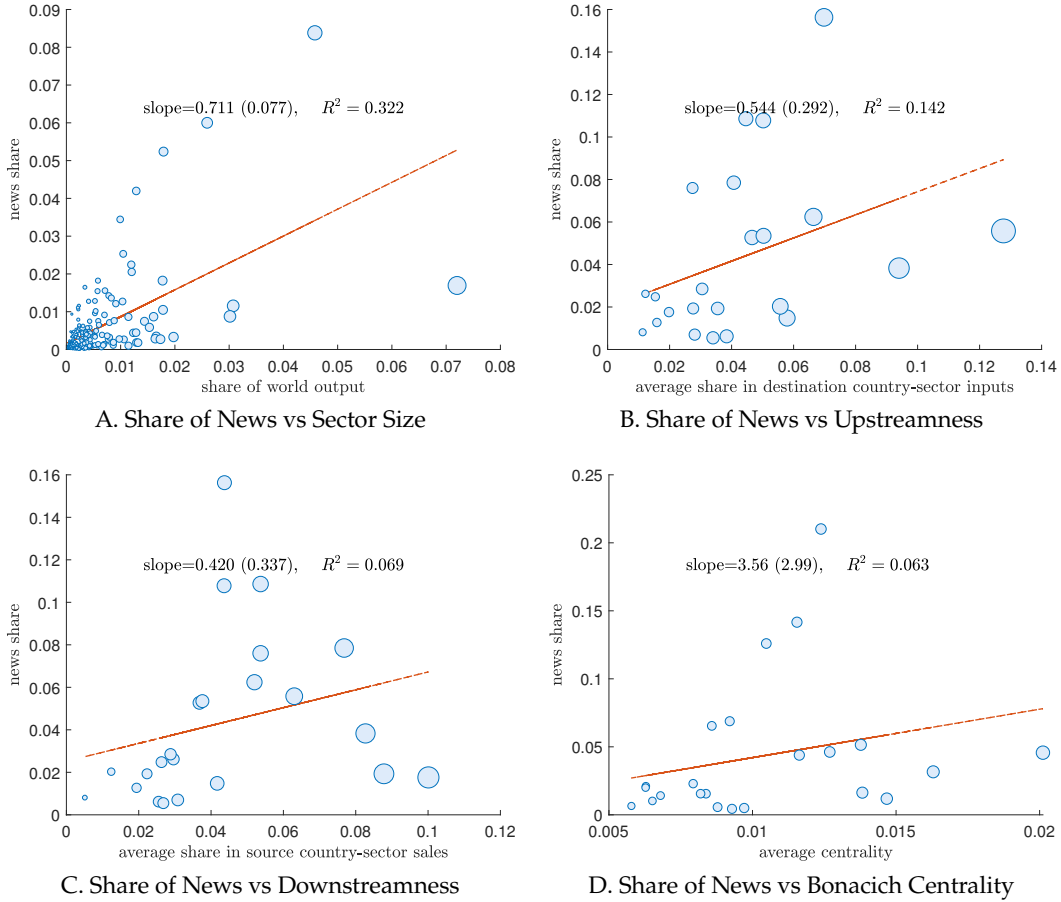 0.09
0.08
0.07
0.06
0.05
0.04
0.03
0.02
0.01
0
news share
slope=0.711 (0.077), R² = 0.322
0 0.01 0.02 0.03 0.04 0.05 0.06 0.07 0.08
share of world output
A. Share of News vs Sector Size
0.16
0.14
0.12
0.1
0.08
0.06
0.04
0.02
0
news share
slope=0.544 (0.292), R² = 0.142
0 0.02 0.04 0.06 0.08 0.1 0.12 0.14
average share in destination country-sector inputs
B. Share of News vs Upstreamness
0.16
0.14
0.12
0.1
0.08
0.06
0.04
0.02
0
news share
slope=0.420 (0.337), R² = 0.069
0 0.02 0.04 0.06 0.08 0.1 0.12
average share in source country-sector sales
C. Share of News vs Downstreamness
0.25
0.2
0.15
0.1
0.05
0
news share
slope=3.56 (2.99), R² = 0.063
0.005 0.01 0.015 0.02
average centrality
D. Share of News vs Bonacich Centrality